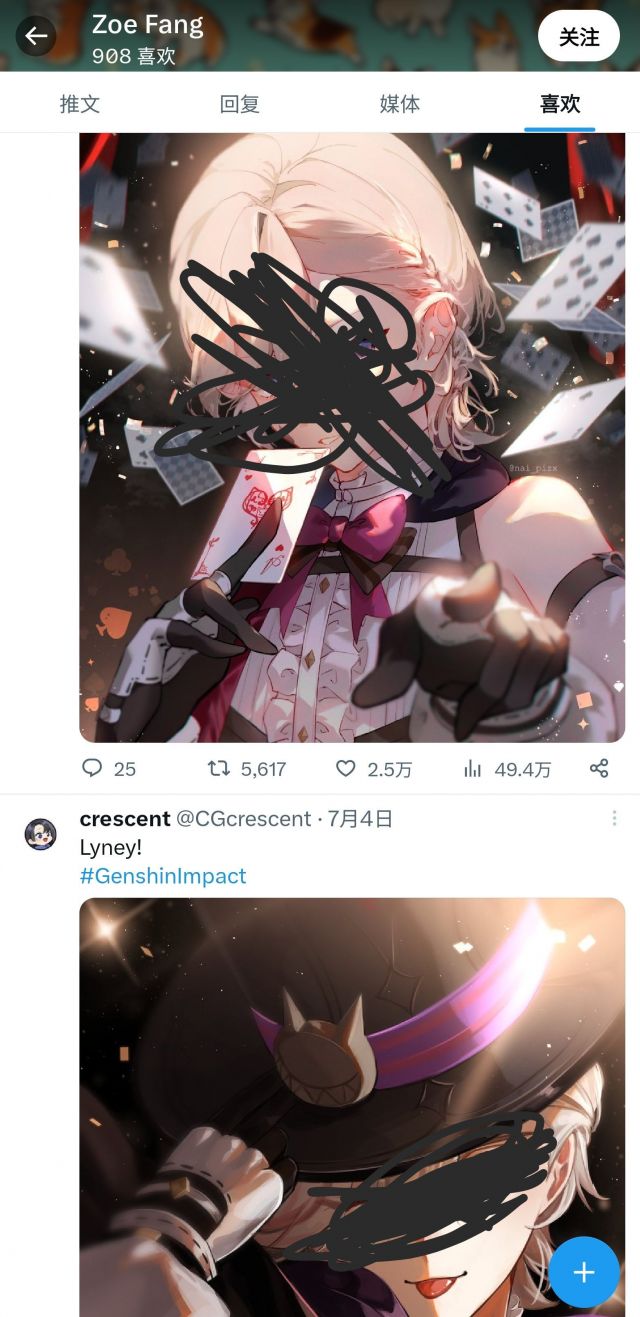 Zoe Fang
908 喜欢
关注
推文 回复 媒体 喜欢
@nai_pizx
25 5,617 2.5万 49.4万
crescent @CGcrescent · 7月4日
Lyney!
#GenshinImpact